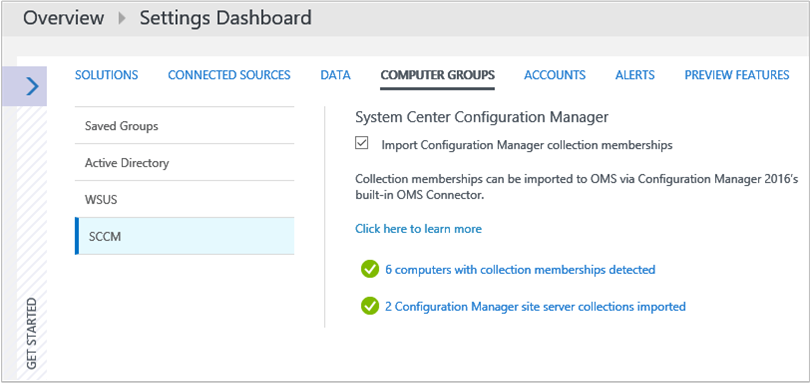 Overview Settings Dashboard
SOLUTIONS CONNECTED SOURCES DATA COMPUTER GROUPS ACCOUNTS ALERTS PREVIEW FEATURES
Saved Groups
Active Directory
WSUS
SCCM
System Center Configuration Manager
Import Configuration Manager collection memberships
Collection memberships can be imported to OMS via Configuration Manager 2016's
built-in OMS Connector.
Click here to learn more
6 computers with collection memberships detected
2 Configuration Manager site server collections imported
GET STARTED